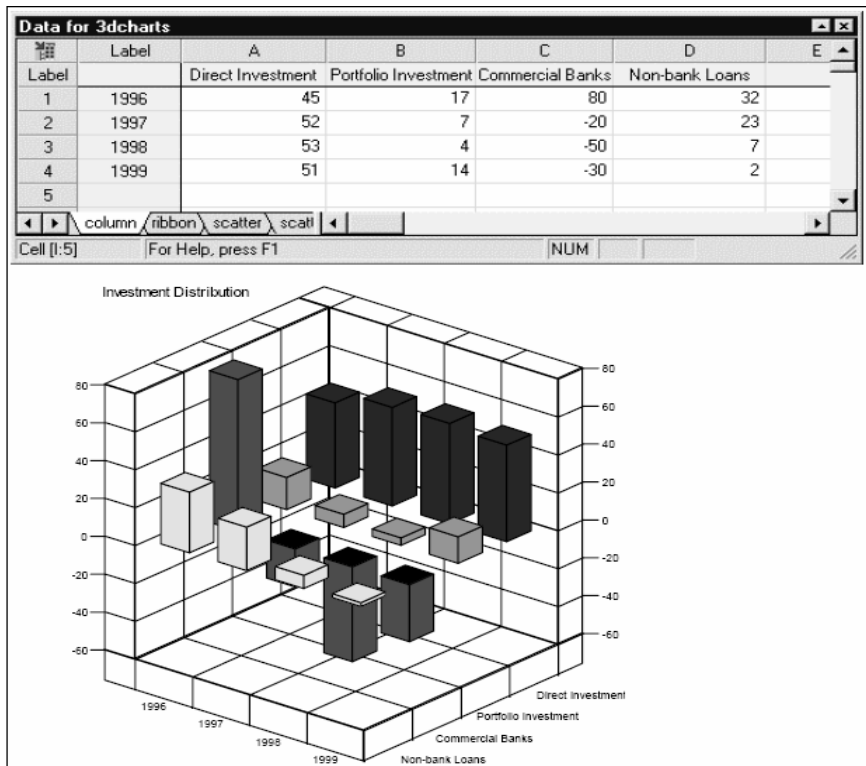 Data for 3dcharts
Label A B C D E
Label Direct Investment Portfolio Investment Commercial Banks Non-bank Loans
1 1996 45 17 80 32
2 1997 52 7 -20 23
3 1998 53 4 -50 7
4 1999 51 14 -30 2
5
column ribbon scatter scatt
Cell [I:5] For Help, press F1 NUM
Investment Distribution
80
60
40
20
0
-20
-40
-60
80
60
40
20
0
-20
-40
-60
1996
1997
1998
1999
Direct Investment
Portfolio Investment
Commercial Banks
Non-bank Loans